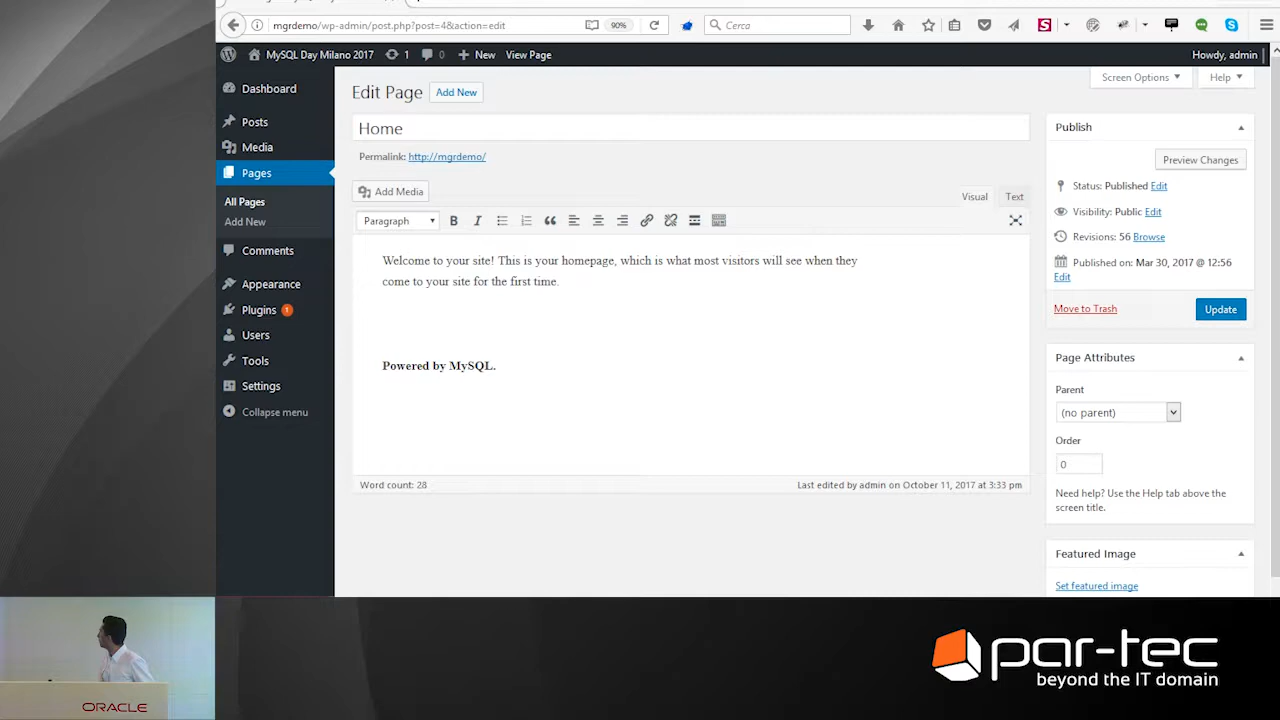 mgrdemo/wp-admin/post.php?post=4&action=edit
90%
Cerca
MySQL Day Milano 2017
1
0
New
View Page
Howdy, admin
Dashboard
Posts
Media
Pages
All Pages
Add New
Comments
Appearance
Plugins 1
Users
Tools
Settings
Collapse menu
Screen Options
Help
Edit Page
Add New
Home
Permalink: http://mgrdemo/
Add Media
Visual
Text
Paragraph
B
I
Welcome to your site! This is your homepage, which is what most visitors will see when they
come to your site for the first time.
Powered by MySQL.
Word count: 28
Last edited by admin on October 11, 2017 at 3:33 pm
Publish
Preview Changes
Status: Published Edit
Visibility: Public Edit
Revisions: 56 Browse
Published on: Mar 30, 2017 @ 12:56
Edit
Move to Trash
Update
Page Attributes
Parent
(no parent)
Order
0
Need help? Use the Help tab above the
screen title.
Featured Image
Set featured image
ORACLE
par-tec
beyond the IT domain